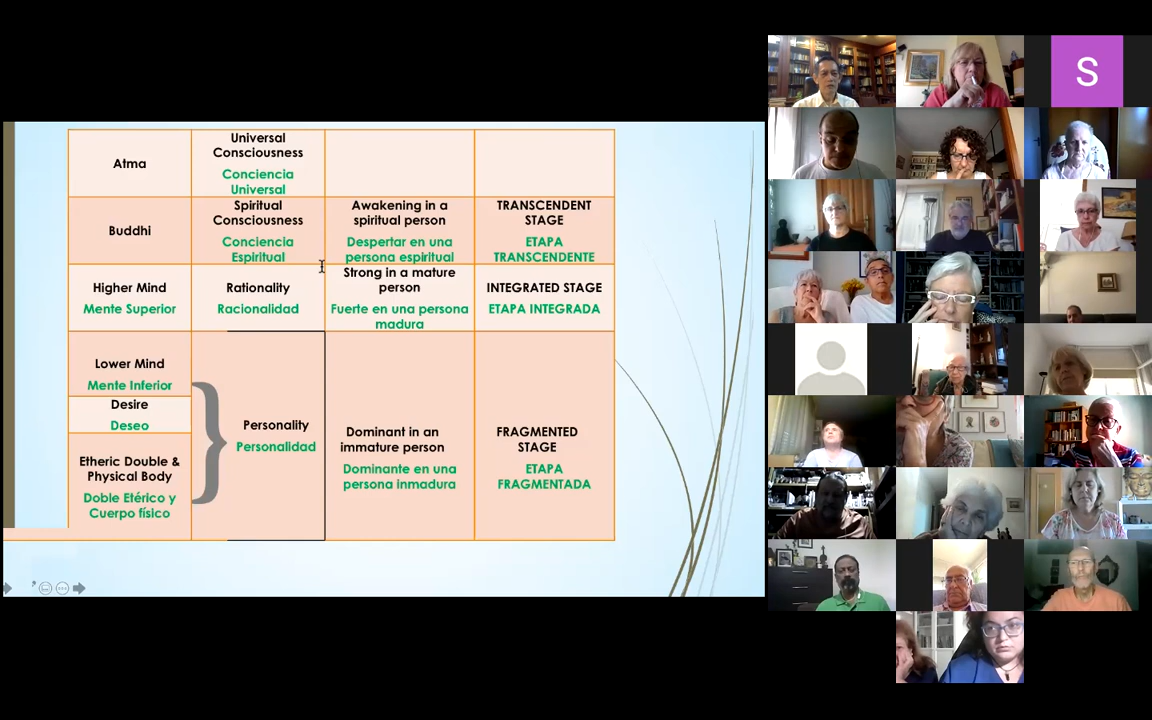 Atma
Universal
Consciousness
Conciencia
Universal
Buddhi
Spiritual
Consciousness
Conciencia
Espiritual
Awakening in a
spiritual person
Despertar en una
persona espiritual
TRANSCENDENT
STAGE
ETAPA
TRANSCENDENTE
Higher Mind
Mente Superior
Rationality
Racionalidad
Strong in a mature
person
Fuerte en una persona
madura
INTEGRATED STAGE
ETAPA INTEGRADA
Lower Mind
Mente Inferior
Desire
Deseo
Etheric Double &
Physical Body
Doble Etérico y
Cuerpo físico
Personality
Personalidad
Dominant in an
immature person
Dominante en una
persona inmadura
FRAGMENTED
STAGE
ETAPA
FRAGMENTADA
S